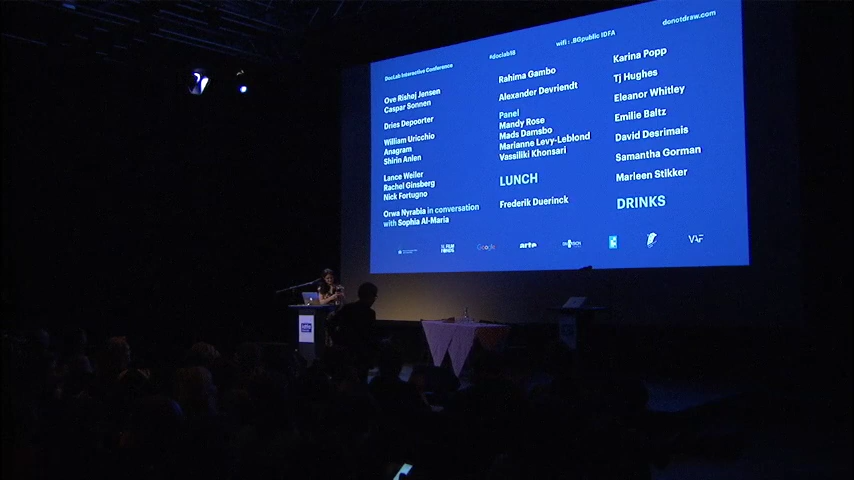 DocLab Interactive Conference
Ove Rishøj Jensen
Caspar Sonnen
Dries Depoorter
William Uricchio
Anagram
Shirin Anlen
Lance Weiler
Rachel Ginsberg
Nick Fortugno
Orwa Nyrabia in conversation
with Sophia Al-Maria
#doclab18
Rahima Gambo
Alexander Devriendt
Panel
Mandy Rose
Mads Damsbo
Marianne Levy-Leblond
Vassiliki Khonsari
LUNCH
Frederik Duerinck
wifi : .BGpublic IDFA
donotdraw.com
Karina Popp
Tj Hughes
Eleanor Whitley
Emilie Baltz
David Desrimais
Samantha Gorman
Marleen Stikker
DRINKS
Google
arte
VAF